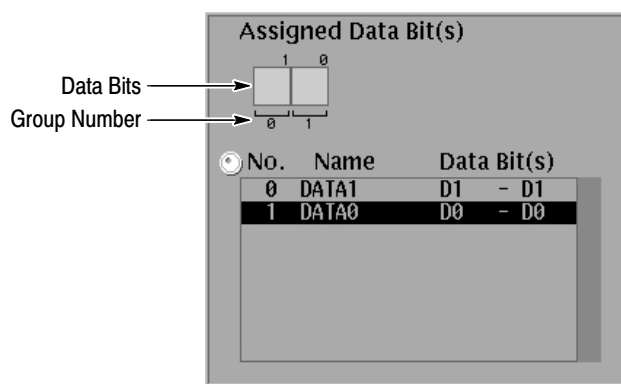 Assigned Data Bit(s)
1 0
Data Bits
Group Number
0 1
No. Name Data Bit(s)
0 DATA1 D1 - D1
1 DATA0 D0 - D0